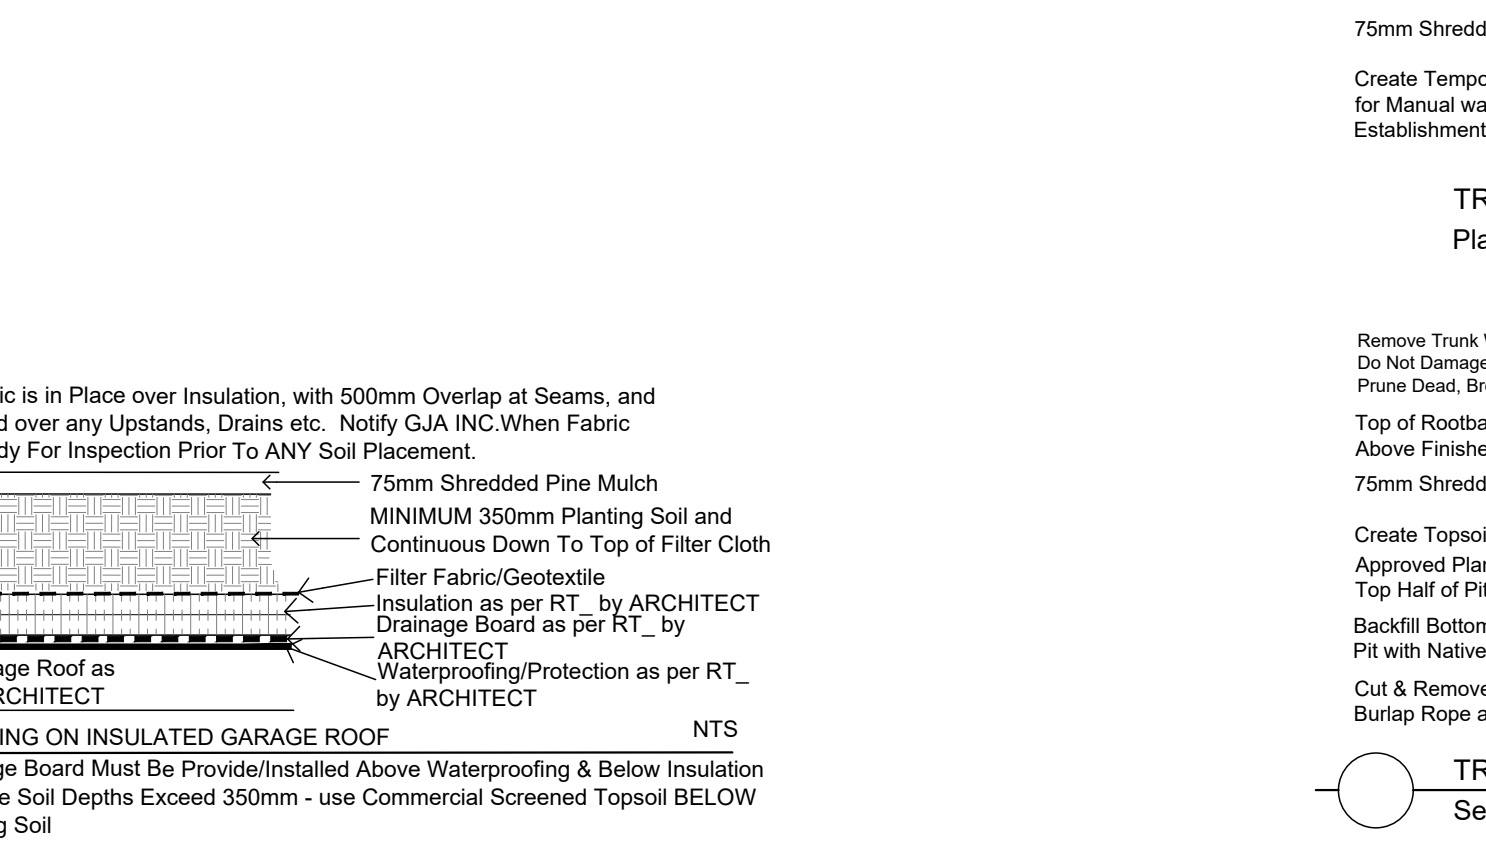 ic is in Place over Insulation, with 500mm Overlap at Seams, and
d over any Upstands, Drains etc. Notify GJA INC.When Fabric
dy For Inspection Prior To ANY Soil Placement.
75mm Shredded Pine Mulch
MINIMUM 350mm Planting Soil and
Continuous Down To Top of Filter Cloth
Filter Fabric/Geotextile
Insulation as per RT_ by ARCHITECT
Drainage Board as per RT_ by
ARCHITECT
Waterproofing/Protection as per RT_
by ARCHITECT
age Roof as
RCHITECT
NTS
ING ON INSULATED GARAGE ROOF
ge Board Must Be Provide/Installed Above Waterproofing & Below Insulation
e Soil Depths Exceed 350mm - use Commercial Screened Topsoil BELOW
g Soil
75mm Shredd
Create Tempo
for Manual wa
Establishment
TR
Pla
Remove Trunk
Do Not Damage
Prune Dead, Bro
Top of Rootba
Above Finishe
75mm Shredd
Create Topsoi
Approved Plan
Top Half of Pit
Backfill Bottom
Pit with Native
Cut & Remove
Burlap Rope a
TR
Se